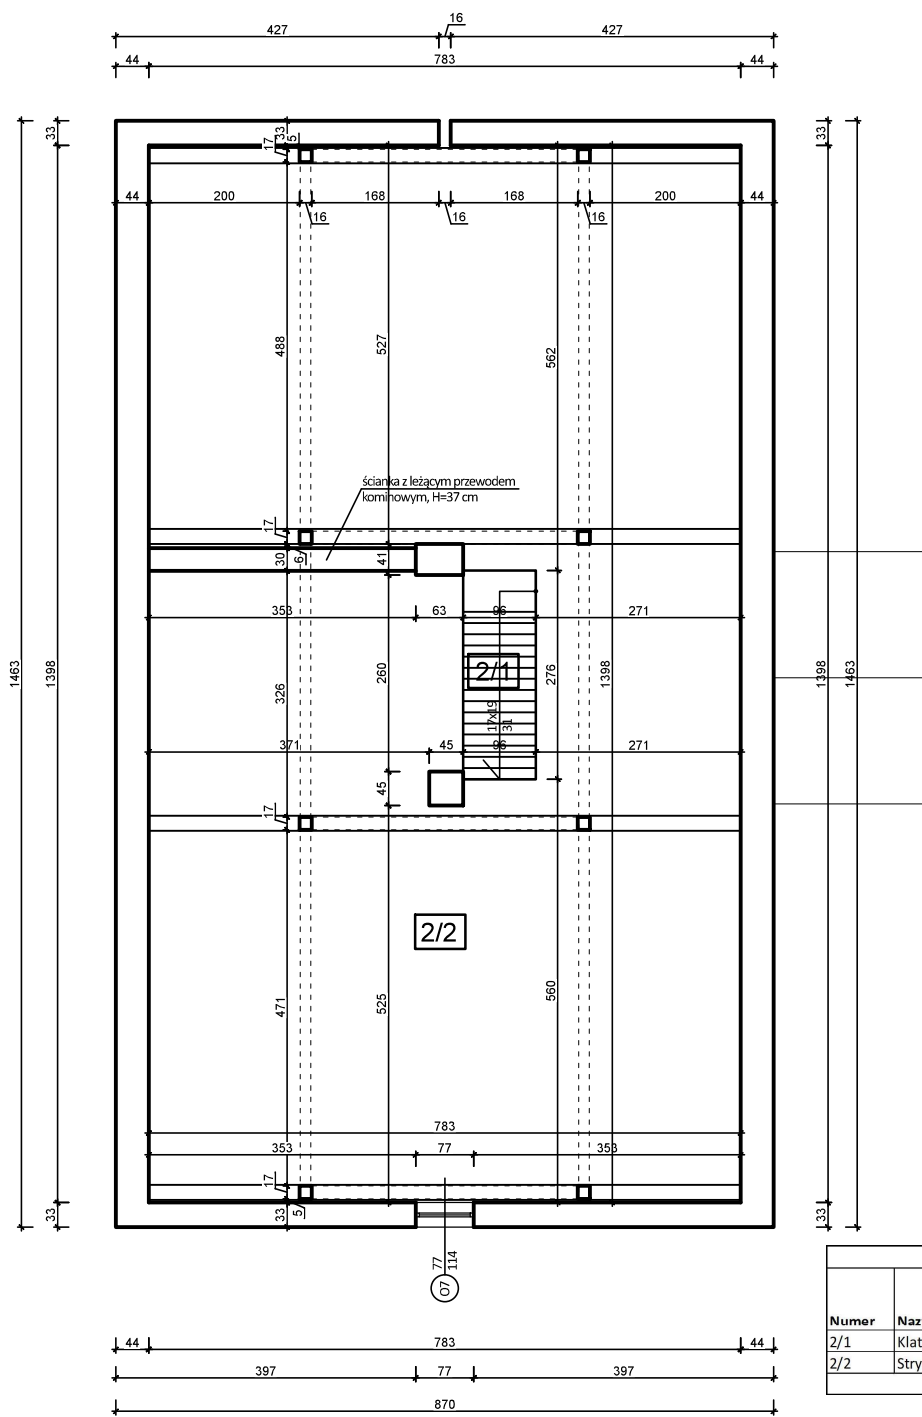 16
427 427
44 783 44
33 33 33
17 5
44 200 168 168 200 44
16 16 16
488 527 562
ścianka z leżącym przewodem
kominowym, H=37 cm
17
30 6 41
353 63 96 271
1463 1398 326 260 2/1 276 1398 1398 1463
17x19
31
371 45 96 271
45
17
2/2
471 525 560
783
353 77 353
17
33 33 5 33
77
114
O7
Numer Naz
2/1 Klat
2/2 Stry
44 783 44
397 77 397
870